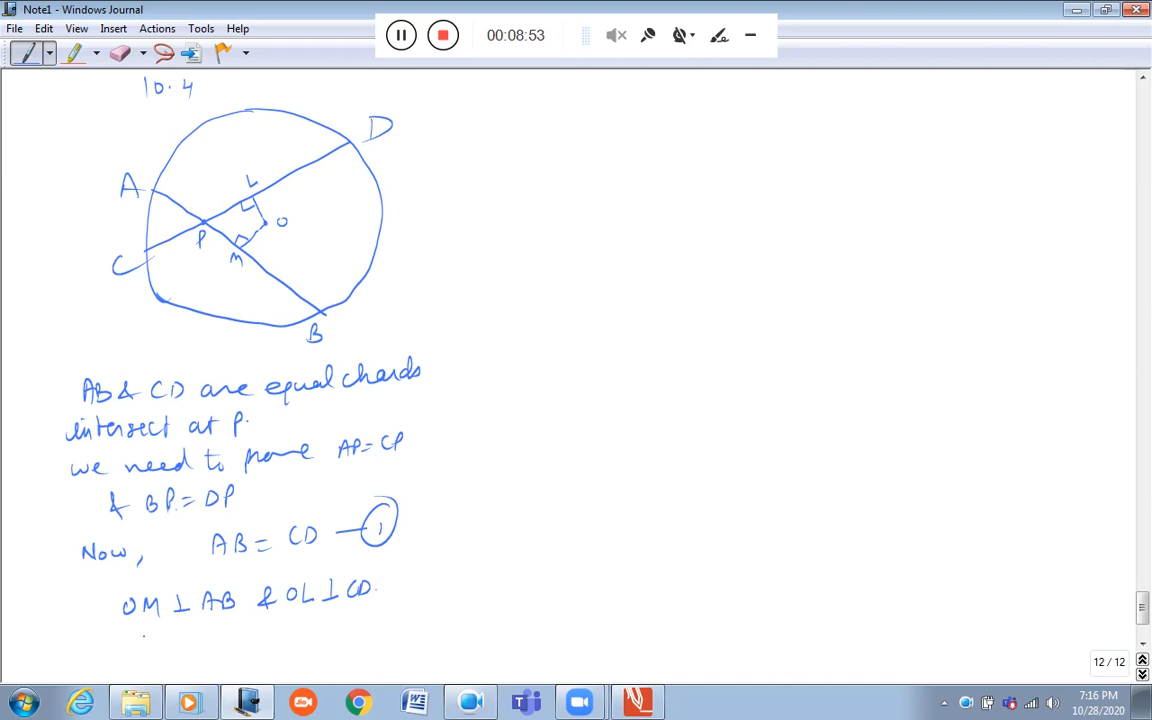 Note1 - Windows Journal
File Edit View Insert Actions Tools Help
00:08:53
10.4
D
A
L
O
P
M
C
B
AB & CD are equal chords
intersect at P.
we need to prove AP = CP
& BP = DP
Now, AB = CD — 1
OM ⊥ AB & OL ⊥ CD.
12 / 12
7:16 PM
10/28/2020